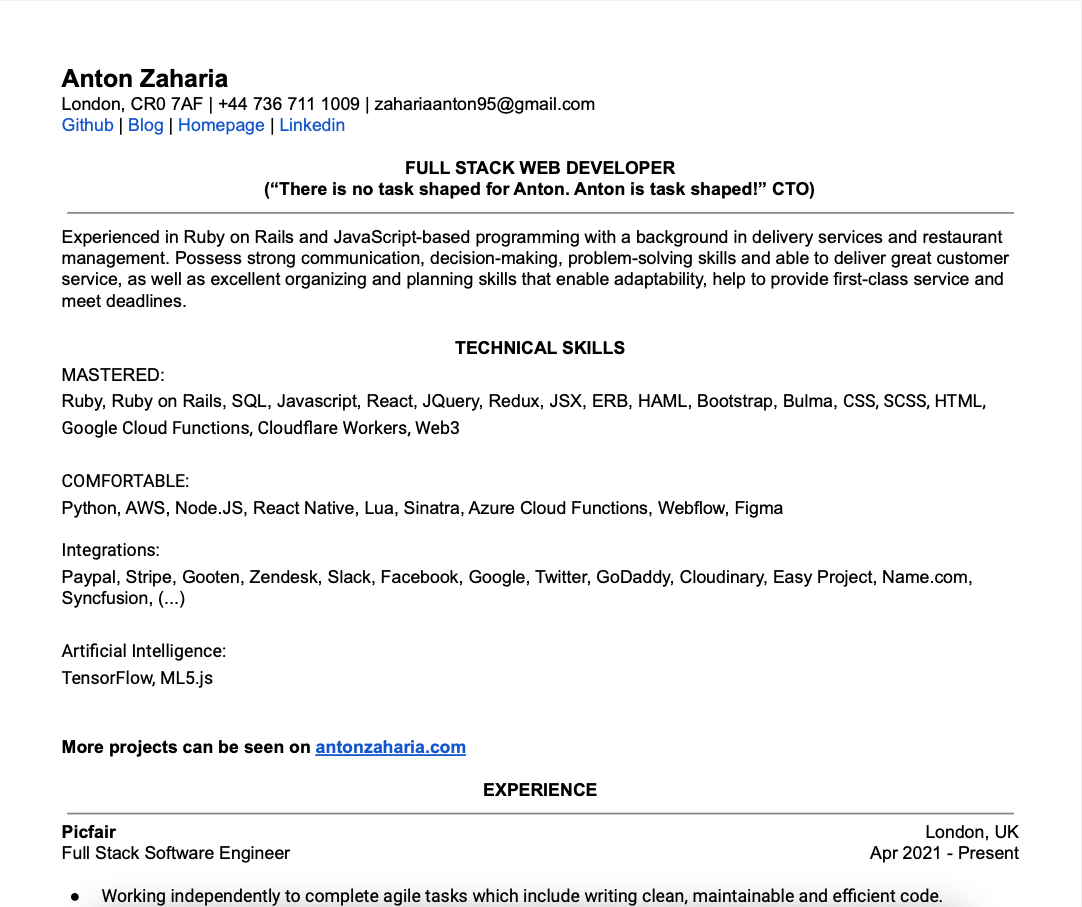 Anton Zaharia
London, CR0 7AF | +44 736 711 1009 | zahariaanton95@gmail.com
Github | Blog | Homepage | Linkedin
FULL STACK WEB DEVELOPER
(“There is no task shaped for Anton. Anton is task shaped!” CTO)
Experienced in Ruby on Rails and JavaScript-based programming with a background in delivery services and restaurant
management. Possess strong communication, decision-making, problem-solving skills and able to deliver great customer
service, as well as excellent organizing and planning skills that enable adaptability, help to provide first-class service and
meet deadlines.
TECHNICAL SKILLS
MASTERED:
Ruby, Ruby on Rails, SQL, Javascript, React, JQuery, Redux, JSX, ERB, HAML, Bootstrap, Bulma, CSS, SCSS, HTML,
Google Cloud Functions, Cloudflare Workers, Web3
COMFORTABLE:
Python, AWS, Node.JS, React Native, Lua, Sinatra, Azure Cloud Functions, Webflow, Figma
Integrations:
Paypal, Stripe, Gooten, Zendesk, Slack, Facebook, Google, Twitter, GoDaddy, Cloudinary, Easy Project, Name.com,
Syncfusion, (...)
Artificial Intelligence:
TensorFlow, ML5.js
More projects can be seen on antonzaharia.com
EXPERIENCE
Picfair London, UK
Full Stack Software Engineer Apr 2021 - Present
● Working independently to complete agile tasks which include writing clean, maintainable and efficient code.